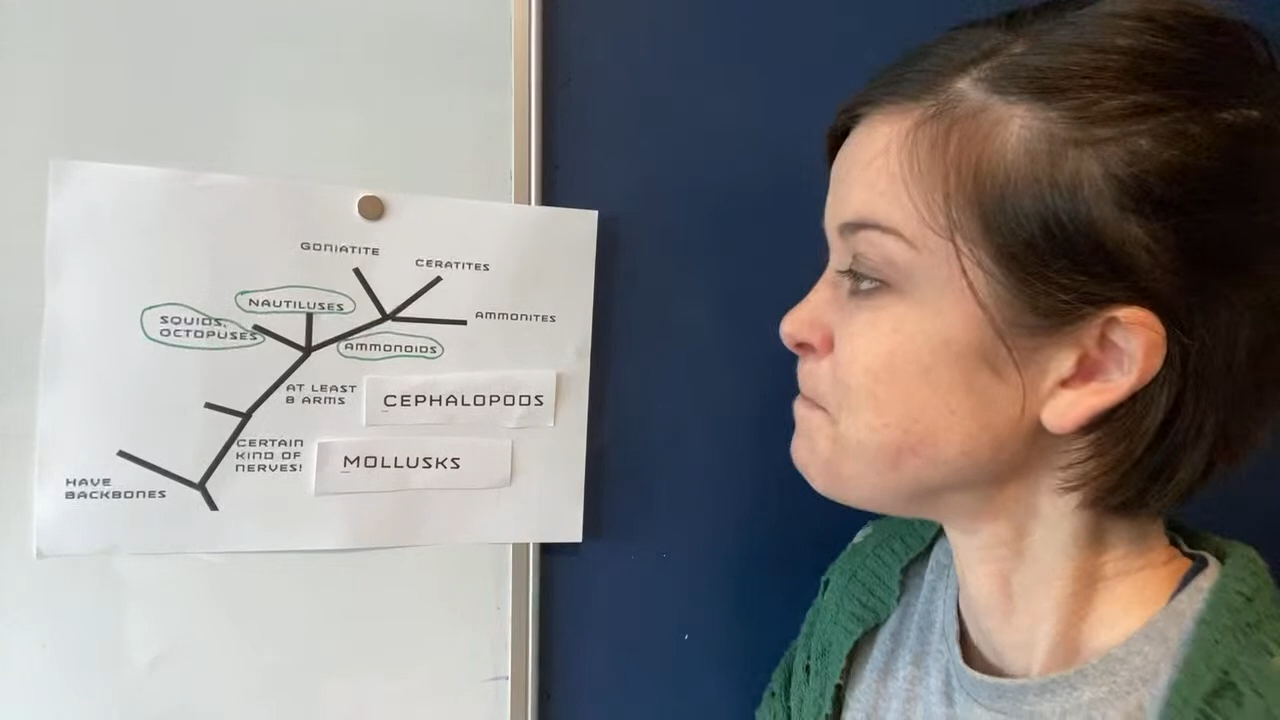 GONIATITE
CERATITES
NAUTILUSES
AMMONITES
SQUIDS,
OCTOPUSES
AMMONOIDS
AT LEAST
8 ARMS
CEPHALOPODS
CERTAIN
KIND OF
NERVES!
MOLLUSKS
HAVE
BACKBONES